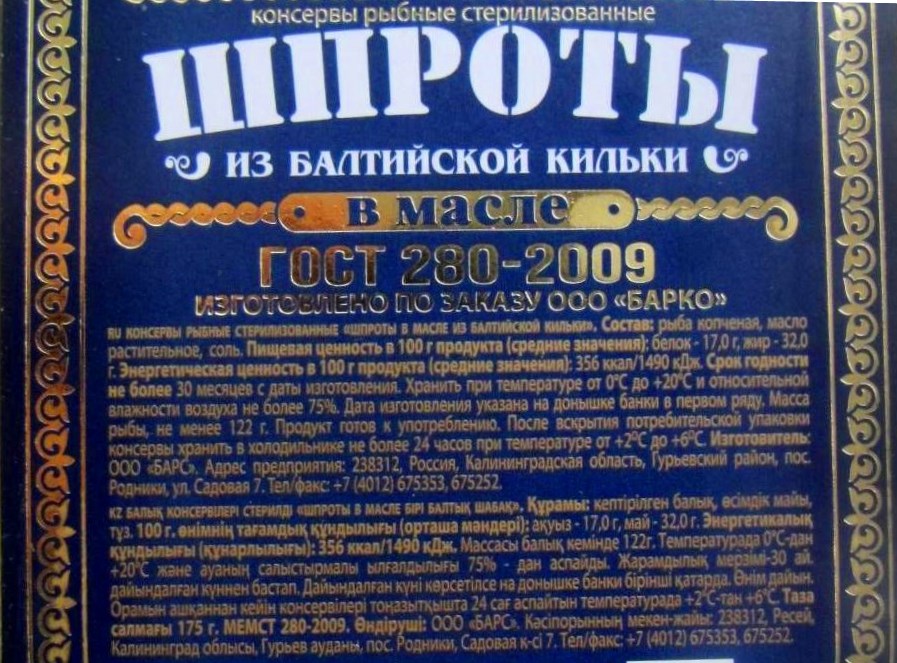 консервы рыбные стерилизованные
ШПРОТЫ
ИЗ БАЛТИЙСКОЙ КИЛЬКИ
в масле
ГОСТ 280-2009
ИЗГОТОВЛЕНО ПО ЗАКАЗУ ООО «БАРКО»
RU КОНСЕРВЫ РЫБНЫЕ СТЕРИЛИЗОВАННЫЕ «ШПРОТЫ В МАСЛЕ ИЗ БАЛТИЙСКОЙ КИЛЬКИ». Состав: рыба копченая, масло
растительное, соль. Пищевая ценность в 100 г продукта (средние значения): белок - 17,0 г, жир - 32,0
г. Энергетическая ценность в 100 г продукта (средние значения): 356 ккал/1490 кДж. Срок годности
не более 30 месяцев с даты изготовления. Хранить при температуре от 0°С до +20°С и относительной
влажности воздуха не более 75%. Дата изготовления указана на донышке банки в первом ряду. Масса
рыбы, не менее 122 г. Продукт готов к употреблению. После вскрытия потребительской упаковки
консервы хранить в холодильнике не более 24 часов при температуре от +2°С до +6°С. Изготовитель:
ООО «БАРС». Адрес предприятия: 238312, Россия, Калининградская область, Гурьевский район, пос.
Родники, ул. Садовая 7. Тел/факс: +7 (4012) 675353, 675252.
KZ БАЛЫҚ КОНСЕРВІЛЕРІ СТЕРИЛДІ «ШПРОТЫ В МАСЛЕ БІРІ БАЛТЫҚ ШАБАҚ». Құрамы: кептірілген балық, өсімдік майы,
тұз. 100 г. өнімнің тағамдық құндылығы (орташа мәндері): ақуыз - 17,0 г, май - 32,0 г. Энергетикалық
құндылығы (құнарлылығы): 356 ккал/1490 кДж. Массасы балық кемінде 122г. Температурада 0°С-дан
+20°С және ауаның салыстырмалы ылғалдылығы 75% - дан аспайды. Жарамдылық мерзімі-30 ай.
дайындалған күннен бастап. Дайындалған күні көрсетілсе на донышке банки бірінші қатарда. Өнім дайын.
Орамын ашқаннан кейін консервілері тоңазытқышта 24 сағ аспайтын температурада +2°С-тан +6°С. Таза
салмағы 175 г. МЕМСТ 280-2009. Өндіруші: ООО «БАРС». Кәсіпорынның мекен-жайы: 238312, Ресей,
Калининград облысы, Гурьев ауданы, пос. Родники, Садовая к-сі 7. Тел/факс: +7 (4012) 675353, 675252.